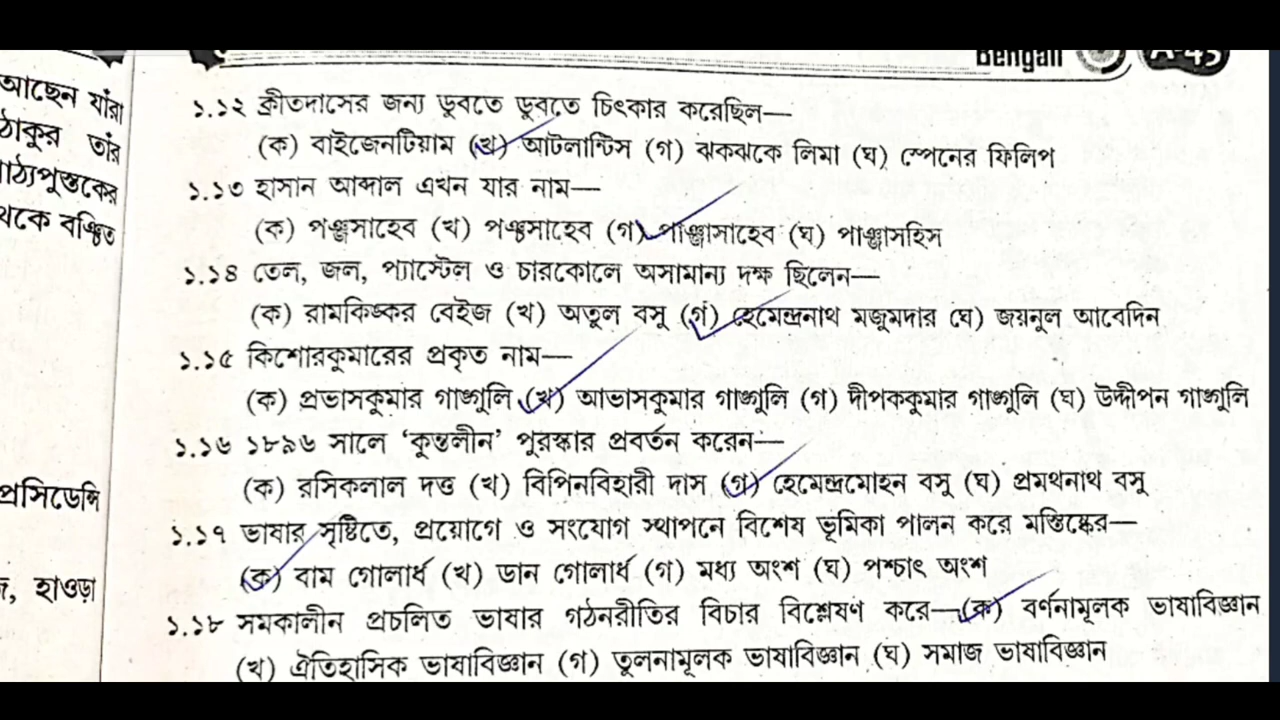 Bengali A-45
আছেন যাঁরা
ঠাকুর তাঁর
পাঠ্যপুস্তকের
থেকে বঞ্চিত
প্রসিডেন্সি
হাওড়া
১.১২ ক্রীতদাসের জন্য ডুবতে ডুবতে চিৎকার করেছিল—
(ক) বাইজেনটিয়াম (খ) আটলান্টিস (গ) ঝকঝকে লিমা (ঘ) স্পেনের ফিলিপ
১.১৩ হাসান আব্দাল এখন যার নাম—
(ক) পঞ্জসাহেব (খ) পঞ্চসাহেব (গ) পাঞ্জাসাহেব (ঘ) পাঞ্জাসহিস
১.১৪ তেল, জল, প্যাস্টেল ও চারকোলে অসামান্য দক্ষ ছিলেন—
(ক) রামকিঙ্কর বেইজ (খ) অতুল বসু (গ) হেমেন্দ্রনাথ মজুমদার (ঘ) জয়নুল আবেদিন
১.১৫ কিশোরকুমারের প্রকৃত নাম—
(ক) প্রভাসকুমার গাঙ্গুলি (খ) আভাসকুমার গাঙ্গুলি (গ) দীপককুমার গাঙ্গুলি (ঘ) উদ্দীপন গাঙ্গুলি
১.১৬ ১৮৯৬ সালে ‘কুন্তলীন’ পুরস্কার প্রবর্তন করেন—
(ক) রসিকলাল দত্ত (খ) বিপিনবিহারী দাস (গ) হেমেন্দ্রমোহন বসু (ঘ) প্রমথনাথ বসু
১.১৭ ভাষার সৃষ্টিতে, প্রয়োগে ও সংযোগ স্থাপনে বিশেষ ভূমিকা পালন করে মস্তিষ্কের—
(ক) বাম গোলার্ধ (খ) ডান গোলার্ধ (গ) মধ্য অংশ (ঘ) পশ্চাৎ অংশ
১.১৮ সমকালীন প্রচলিত ভাষার গঠনরীতির বিচার বিশ্লেষণ করে—(ক) বর্ণনামূলক ভাষাবিজ্ঞান
(খ) ঐতিহাসিক ভাষাবিজ্ঞান (গ) তুলনামূলক ভাষাবিজ্ঞান (ঘ) সমাজ ভাষাবিজ্ঞান